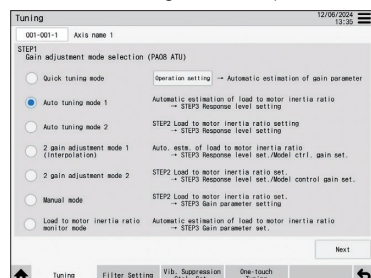 Tuning
12/06/2024
13:35
001-001-1 Axis name 1
STEP1
Gain adjustment mode selection (PA08 ATU)
Quick tuning mode
Operation setting → Automatic estimation of gain parameter
Auto tuning mode 1
Automatic estimation of load to motor inertia ratio
→ STEP3 Response level setting
Auto tuning mode 2
STEP2 Load to motor inertia ratio setting
→ STEP3 Response level setting
2 gain adjustment mode 1
(Interpolation)
Auto. estm. of load to motor inertia ratio
→ STEP3 Response level set./Model ctrl. gain set.
2 gain adjustment mode 2
STEP2 Load to motor inertia ratio set.
→ STEP3 Response level set./Model control gain set.
Manual mode
STEP2 Load to motor inertia ratio set.
→ STEP3 Gain parameter setting
Load to motor inertia ratio
monitor mode
Automatic estimation of load to motor inertia ratio
→ STEP3 Gain parameter set.
Next
Tuning
Filter Setting
Vib. Suppression
One-touch